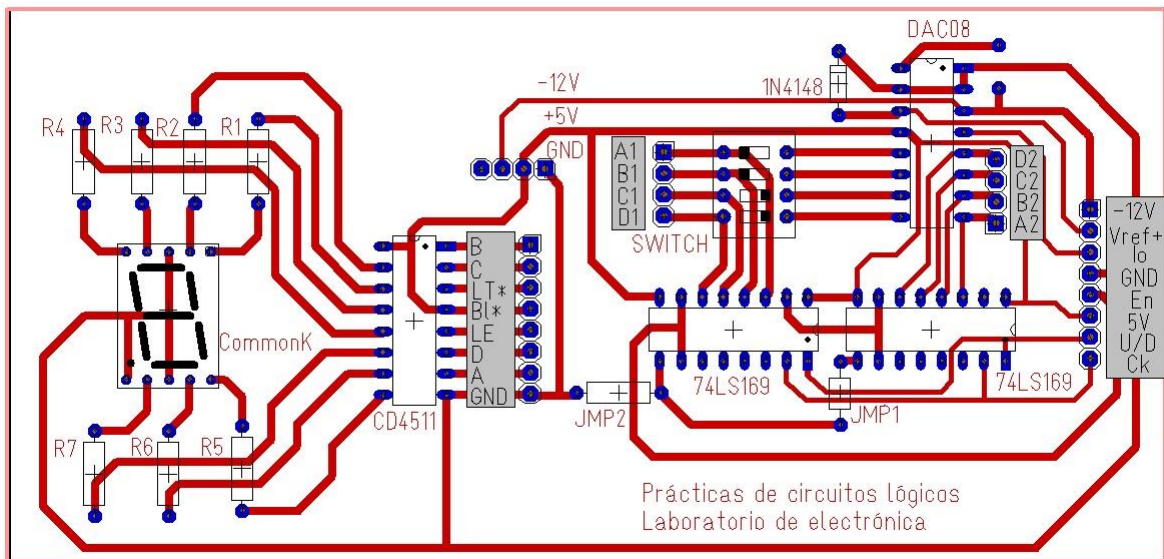 DAC08
-12V
1N4148
+5V
GND
R4
R3
R2
R1
A1
B1
C1
D1
SWITCH
D2
C2
B2
A2
-12V
Vref+
Io
GND
En
5V
U/D
Ck
B
C
LT*
Bl*
LE
D
A
GND
CommonK
CD4511
JMP2
74LS169
JMP1
74LS169
R7
R6
R5
Prácticas de circuitos lógicos
Laboratorio de electrónica